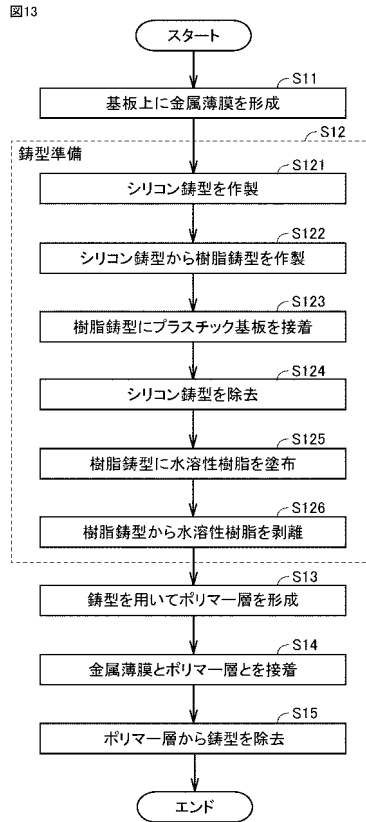 図13
スタート
S11
基板上に金属薄膜を形成
S12
鋳型準備
S121
シリコン鋳型を作製
S122
シリコン鋳型から樹脂鋳型を作製
S123
樹脂鋳型にプラスチック基板を接着
S124
シリコン鋳型を除去
S125
樹脂鋳型に水溶性樹脂を塗布
S126
樹脂鋳型から水溶性樹脂を剥離
S13
鋳型を用いてポリマー層を形成
S14
金属薄膜とポリマー層とを接着
S15
ポリマー層から鋳型を除去
エンド